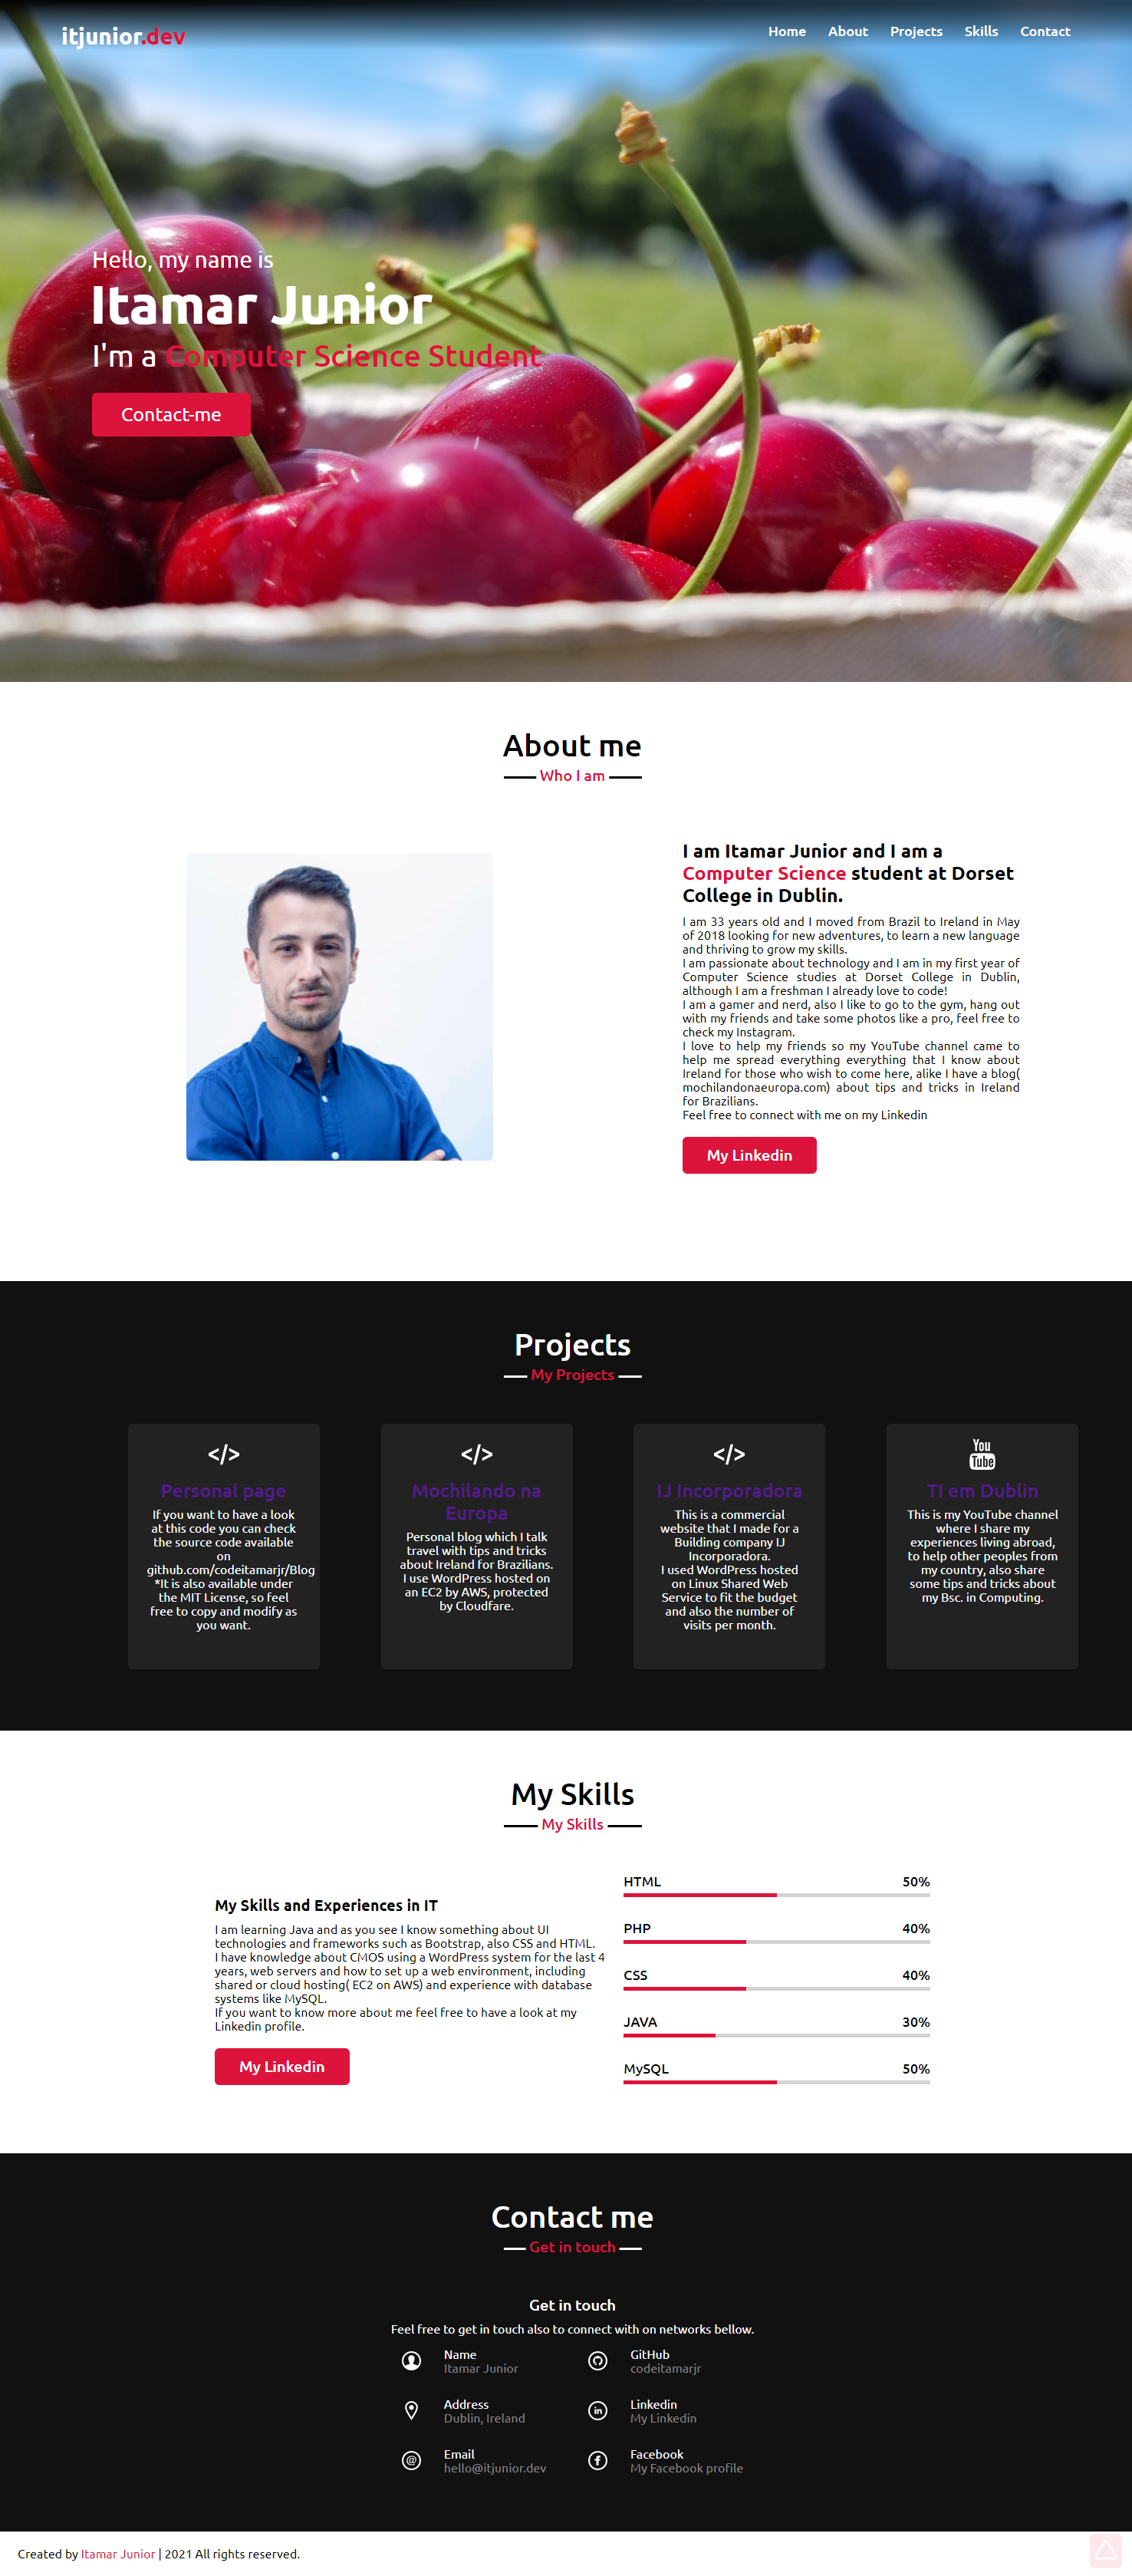 itjunior.dev
Home About Projects Skills Contact
Hello, my name is
Itamar Junior
I'm a Computer Science Student
Contact-me
About me
Who I am
I am Itamar Junior and I am a
Computer Science student at Dorset
College in Dublin.
I am 33 years old and I moved from Brazil to Ireland in May
of 2018 looking for new adventures, to learn a new language
and thriving to grow my skills.
I am passionate about technology and I am in my first year of
Computer Science studies at Dorset College in Dublin,
although I am a freshman I already love to code!
I am a gamer and nerd, also I like to go to the gym, hang out
with my friends and take some photos like a pro, feel free to
check my Instagram.
I love to help my friends so my YouTube channel came to
help me spread everything everything that I know about
Ireland for those who wish to come here, alike I have a blog(
mochilandonaeuropa.com) about tips and tricks in Ireland
for Brazilians.
Feel free to connect with me on my Linkedin
My Linkedin
Projects
My Projects
</>
Personal page
If you want to have a look
at this code you can check
the source code available
on
github.com/codeitamarjr/Blog
*It is also available under
the MIT License, so feel
free to copy and modify as
you want.
</>
Mochilando na
Europa
Personal blog which I talk
travel with tips and tricks
about Ireland for Brazilians.
I use WordPress hosted on
an EC2 by AWS, protected
by Cloudfare.
</>
IJ Incorporadora
This is a commercial
website that I made for a
Building company IJ
Incorporadora.
I used WordPress hosted
on Linux Shared Web
Service to fit the budget
and also the number of
visits per month.
You
Tube
TI em Dublin
This is my YouTube channel
where I share my
experiences living abroad,
to help other peoples from
my country, also share
some tips and tricks about
my Bsc. in Computing.
My Skills
My Skills
My Skills and Experiences in IT
I am learning Java and as you see I know something about UI
technologies and frameworks such as Bootstrap, also CSS and HTML.
I have knowledge about CMOS using a WordPress system for the last 4
years, web servers and how to set up a web environment, including
shared or cloud hosting( EC2 on AWS) and experience with database
systems like MySQL.
If you want to know more about me feel free to have a look at my
Linkedin profile.
My Linkedin
HTML 50%
PHP 40%
CSS 40%
JAVA 30%
MySQL 50%
Contact me
Get in touch
Get in touch
Feel free to get in touch also to connect with on networks bellow.
Name
Itamar Junior
GitHub
codeitamarjr
Address
Dublin, Ireland
Linkedin
My Linkedin
Email
hello@itjunior.dev
Facebook
My Facebook profile
Created by Itamar Junior | 2021 All rights reserved.